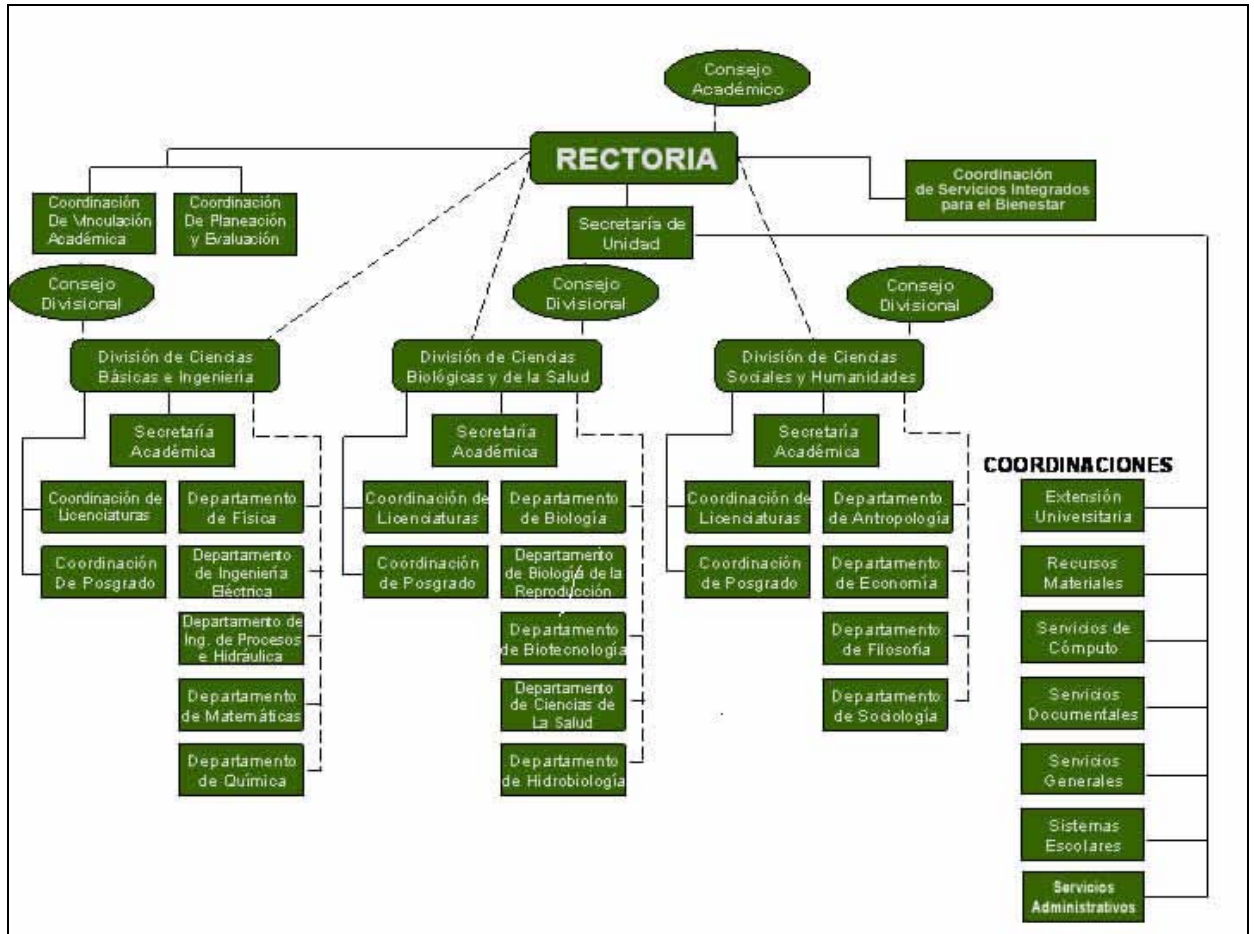 Consejo
Académico
RECTORIA
Coordinación
de Servicios Integrados
para el Bienestar
Coordinación
De Vinculación
Académica
Coordinación
De Planeación
y Evaluación
Secretaría de
Unidad
Consejo
Divisional
Consejo
Divisional
Consejo
Divisional
División de Ciencias
Básicas e Ingeniería
División de Ciencias
Biológicas y de la Salud
División de Ciencias
Sociales y Humanidades
Secretaría
Académica
Secretaría
Académica
Secretaría
Académica
Coordinación de
Licenciaturas
Coordinación
De Posgrado
Departamento
de Física
Departamento
de Ingeniería
Eléctrica
Departamento de
Ing. de Procesos
e Hidráulica
Departamento
de Matemáticas
Departamento
de Química
Coordinación de
Licenciaturas
Coordinación
de Posgrado
Departamento
de Biología
Departamento
de Biología de la
Reproducción
Departamento
de Biotecnología
Departamento
de Ciencias de
La Salud
Departamento
de Hidrobiología
Coordinación de
Licenciaturas
Coordinación
de Posgrado
Departamento
de Antropología
Departamento
de Economía
Departamento
de Filosofía
Departamento
de Sociología
COORDINACIONES
Extensión
Universitaria
Recursos
Materiales
Servicios de
Cómputo
Servicios
Documentales
Servicios
Generales
Sistemas
Escolares
Servicios
Administrativos